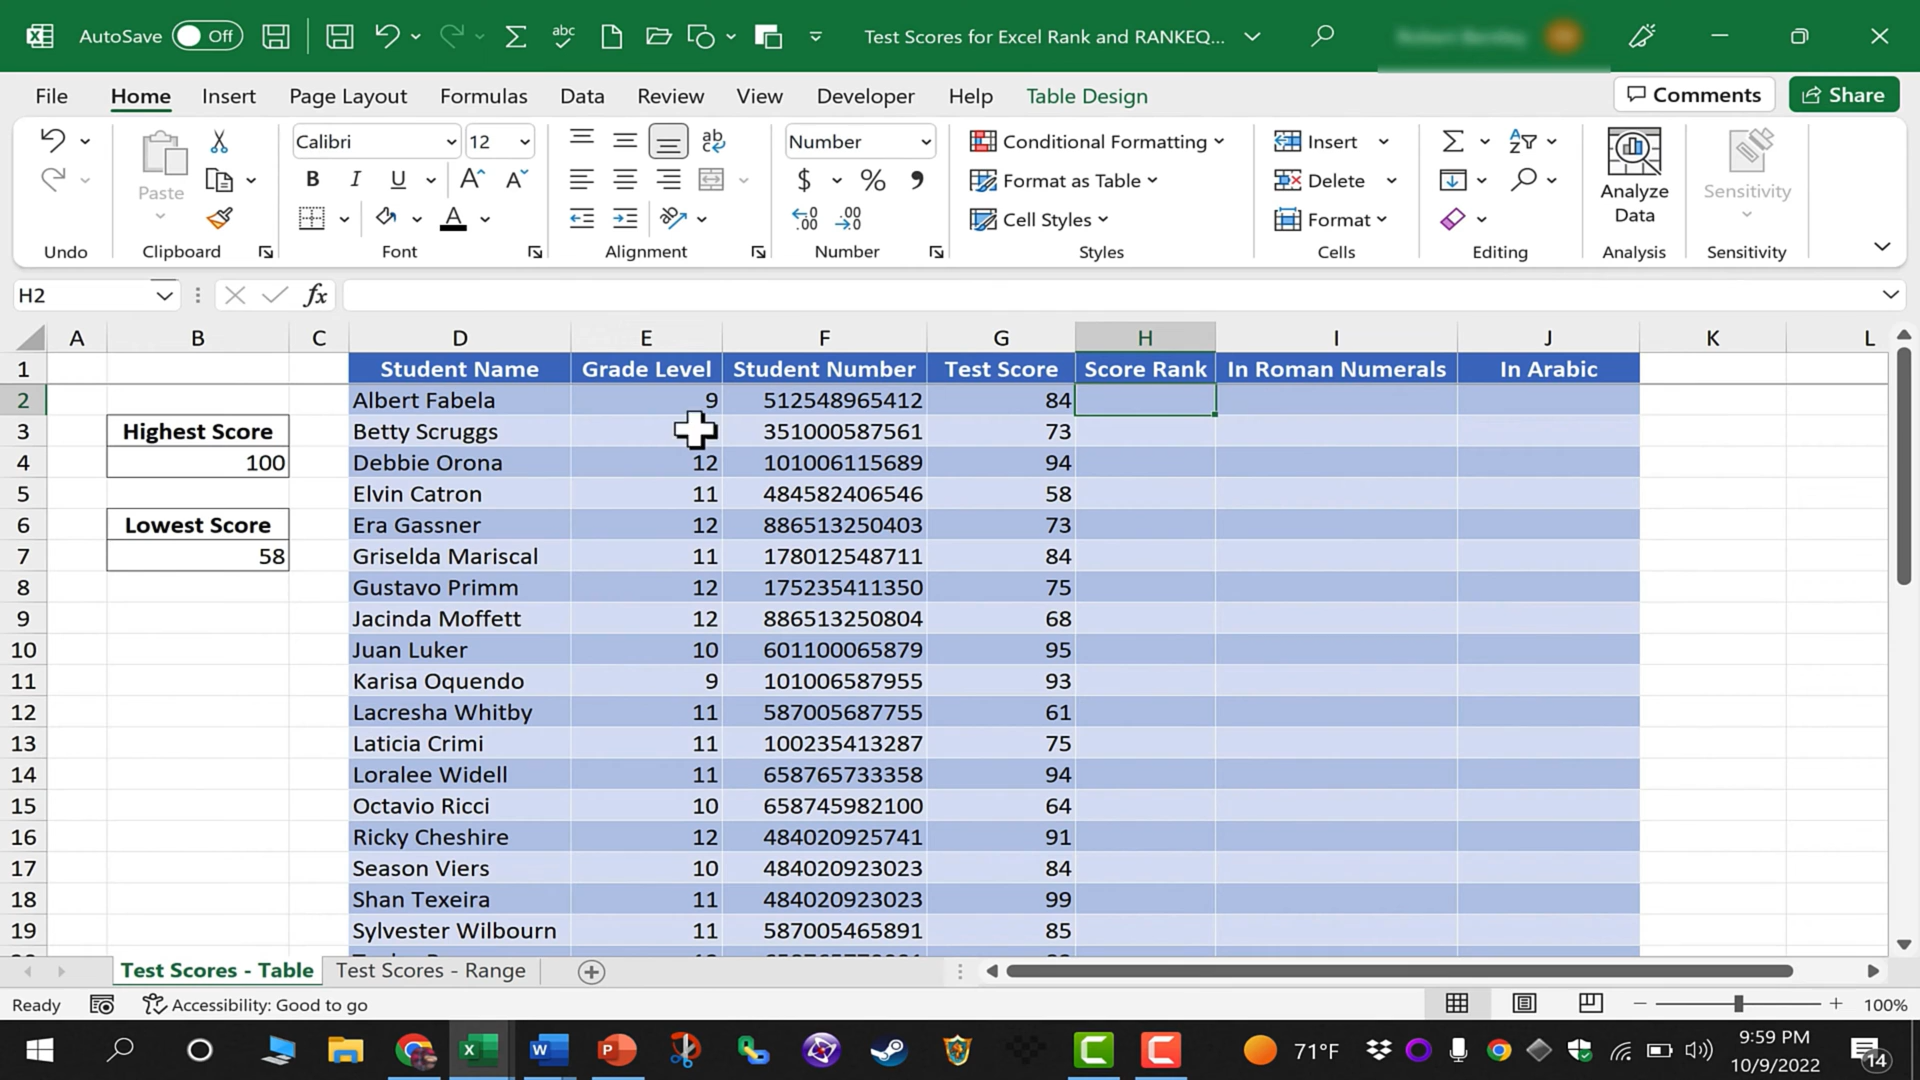 AutoSave Off Test Scores for Excel Rank and RANKEQ...
File Home Insert Page Layout Formulas Data Review View Developer Help Table Design Comments Share
Calibri 12 ab Number Conditional Formatting Insert
Paste B I U A A $ % Format as Table Delete Analyze Data Sensitivity
A Cell Styles Format
Undo Clipboard Font Alignment Number Styles Cells Editing Analysis Sensitivity
H2 fx
A B C D E F G H I J K L
1 Student Name Grade Level Student Number Test Score Score Rank In Roman Numerals In Arabic
2 Albert Fabela 9 512548965412 84
3 Highest Score Betty Scruggs 351000587561 73
4 100 Debbie Orona 12 101006115689 94
5 Elvin Catron 11 484582406546 58
6 Lowest Score Era Gassner 12 886513250403 73
7 58 Griselda Mariscal 11 178012548711 84
8 Gustavo Primm 12 175235411350 75
9 Jacinda Moffett 12 886513250804 68
10 Juan Luker 10 601100065879 95
11 Karisa Oquendo 9 101006587955 93
12 Lacresha Whitby 11 587005687755 61
13 Laticia Crimi 11 100235413287 75
14 Loralee Widell 11 658765733358 94
15 Octavio Ricci 10 658745982100 64
16 Ricky Cheshire 12 484020925741 91
17 Season Viers 10 484020923023 84
18 Shan Texeira 11 484020923023 99
19 Sylvester Wilbourn 11 587005465891 85
Test Scores - Table Test Scores - Range
Ready Accessibility: Good to go 100%
71°F 9:59 PM
10/9/2022 14